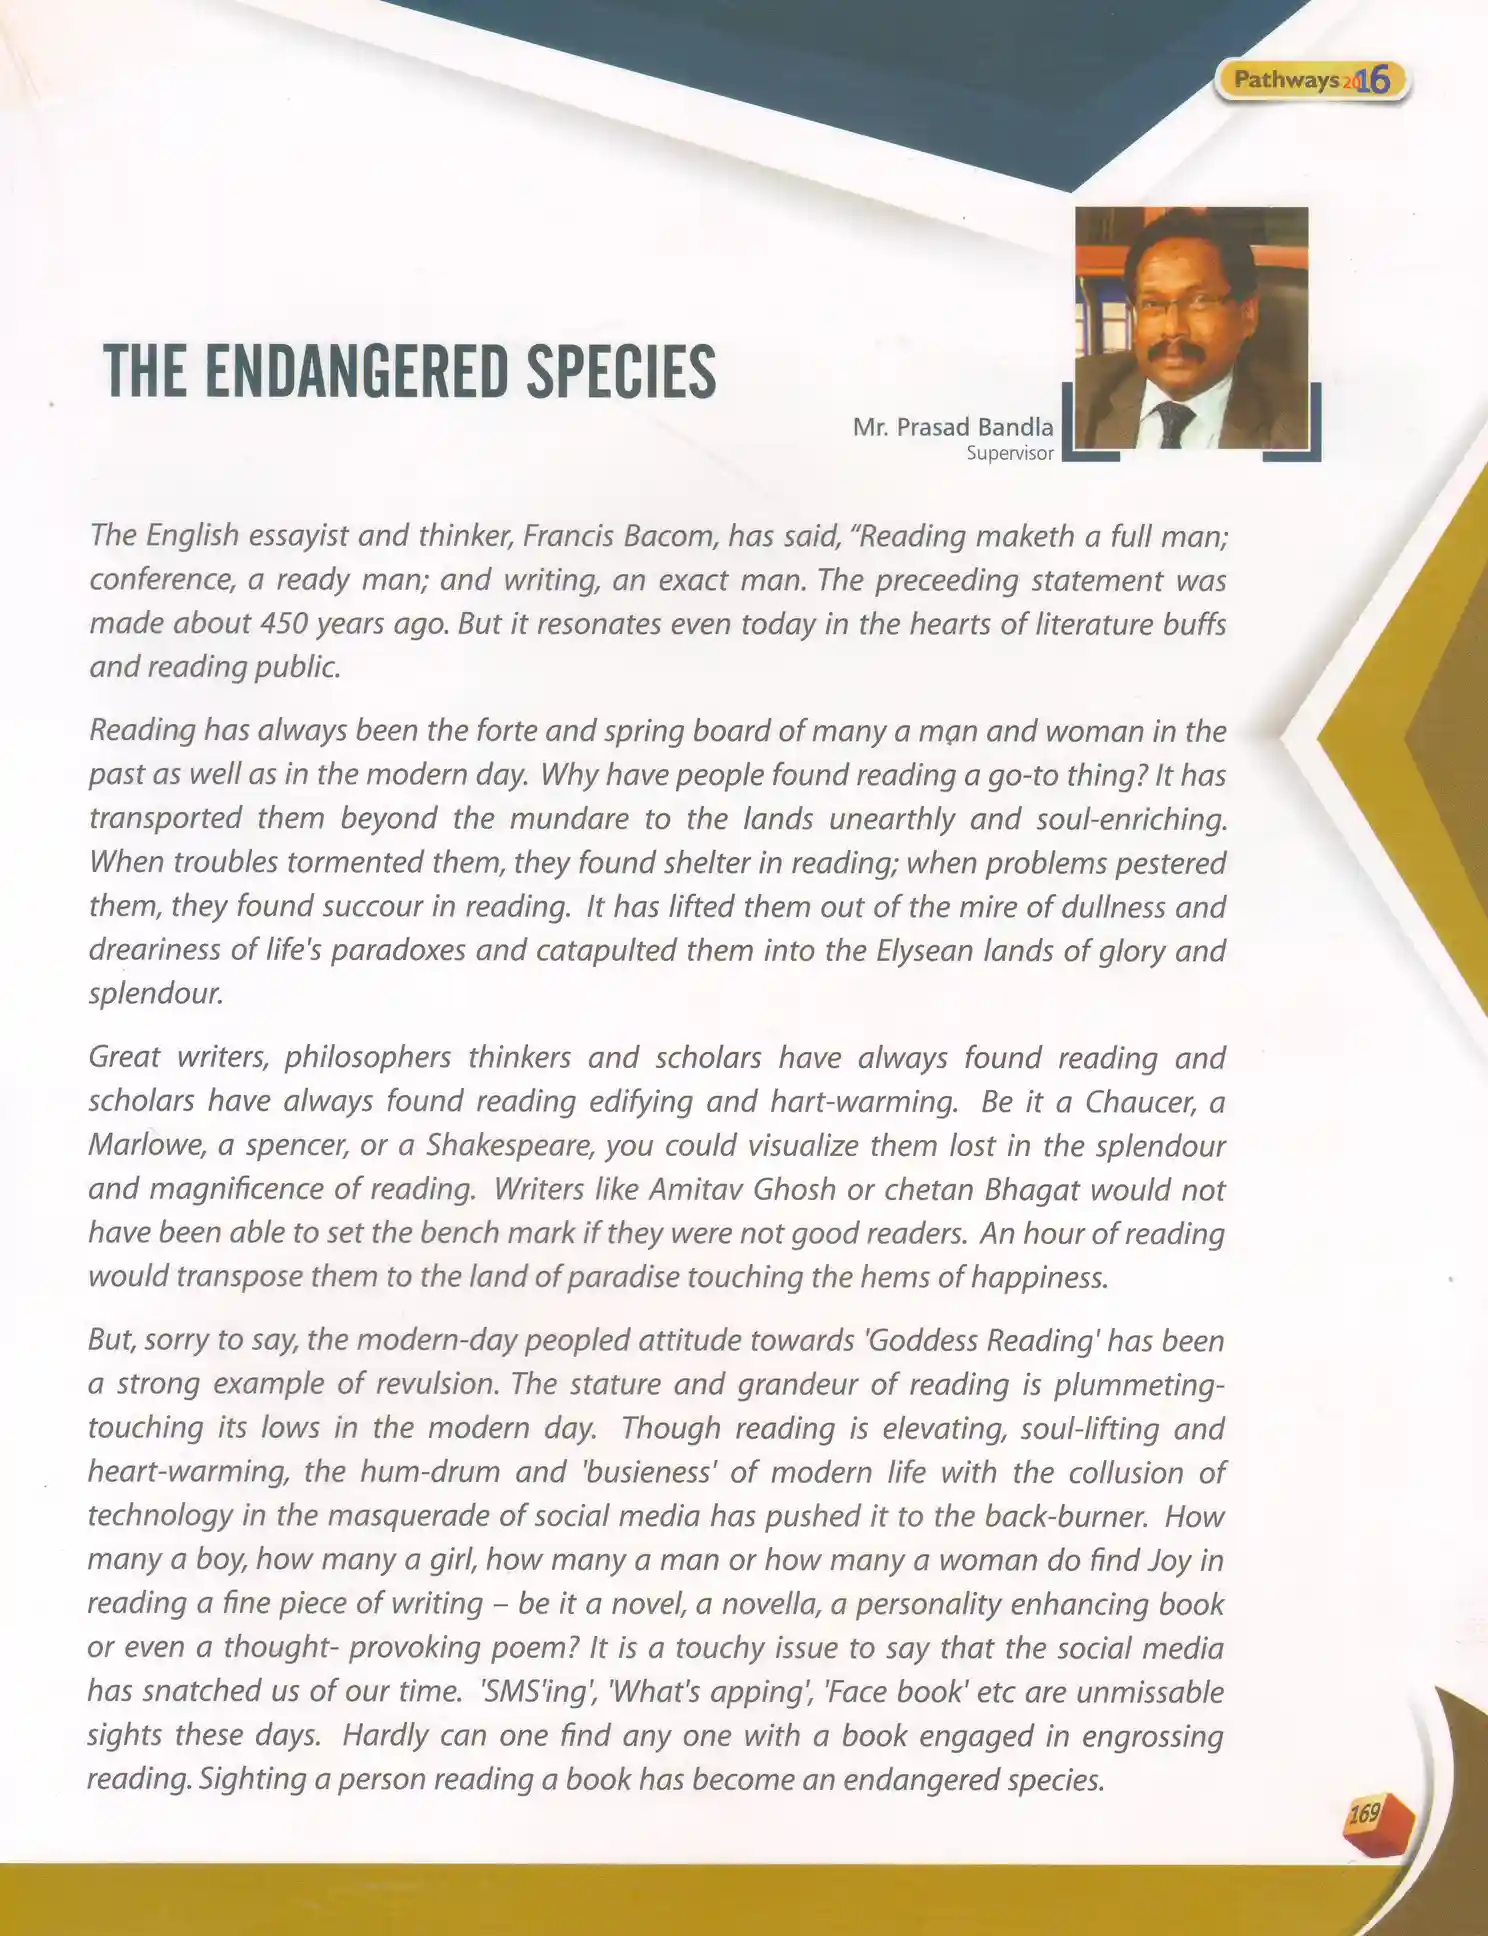 Pathways 2016
THE ENDANGERED SPECIES
Mr. Prasad Bandla
Supervisor
The English essayist and thinker, Francis Bacom, has said, “Reading maketh a full man;
conference, a ready man; and writing, an exact man. The preceeding statement was
made about 450 years ago. But it resonates even today in the hearts of literature buffs
and reading public.
Reading has always been the forte and spring board of many a man and woman in the
past as well as in the modern day. Why have people found reading a go-to thing? It has
transported them beyond the mundare to the lands unearthly and soul-enriching.
When troubles tormented them, they found shelter in reading; when problems pestered
them, they found succour in reading. It has lifted them out of the mire of dullness and
dreariness of life's paradoxes and catapulted them into the Elysean lands of glory and
splendour.
Great writers, philosophers thinkers and scholars have always found reading and
scholars have always found reading edifying and hart-warming. Be it a Chaucer, a
Marlowe, a spencer, or a Shakespeare, you could visualize them lost in the splendour
and magnificence of reading. Writers like Amitav Ghosh or chetan Bhagat would not
have been able to set the bench mark if they were not good readers. An hour of reading
would transpose them to the land of paradise touching the hems of happiness.
But, sorry to say, the modern-day peopled attitude towards 'Goddess Reading' has been
a strong example of revulsion. The stature and grandeur of reading is plummeting-
touching its lows in the modern day. Though reading is elevating, soul-lifting and
heart-warming, the hum-drum and 'busieness' of modern life with the collusion of
technology in the masquerade of social media has pushed it to the back-burner. How
many a boy, how many a girl, how many a man or how many a woman do find Joy in
reading a fine piece of writing – be it a novel, a novella, a personality enhancing book
or even a thought- provoking poem? It is a touchy issue to say that the social media
has snatched us of our time. 'SMS'ing', 'What's apping', 'Face book' etc are unmissable
sights these days. Hardly can one find any one with a book engaged in engrossing
reading. Sighting a person reading a book has become an endangered species.
169